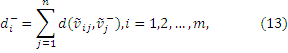 d_i^- = \sum_{j=1}^{n} d(\tilde{v}_{ij}, \tilde{v}_j^-), i = 1,2, ..., m, (13)